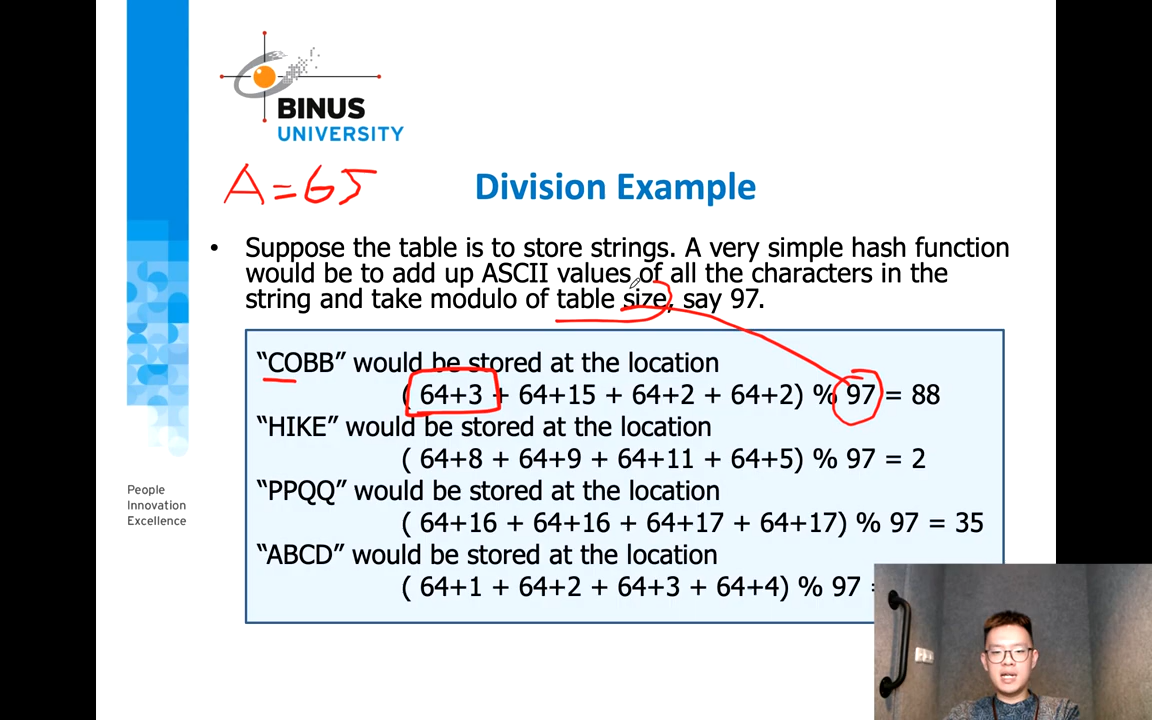 BINUS
UNIVERSITY
A=65
Division Example
• Suppose the table is to store strings. A very simple hash function
would be to add up ASCII values of all the characters in the
string and take modulo of table size, say 97.
“COBB” would be stored at the location
( 64+3 + 64+15 + 64+2 + 64+2) % 97 = 88
“HIKE” would be stored at the location
( 64+8 + 64+9 + 64+11 + 64+5) % 97 = 2
“PPQQ” would be stored at the location
( 64+16 + 64+16 + 64+17 + 64+17) % 97 = 35
“ABCD” would be stored at the location
( 64+1 + 64+2 + 64+3 + 64+4) % 97 =
People
Innovation
Excellence